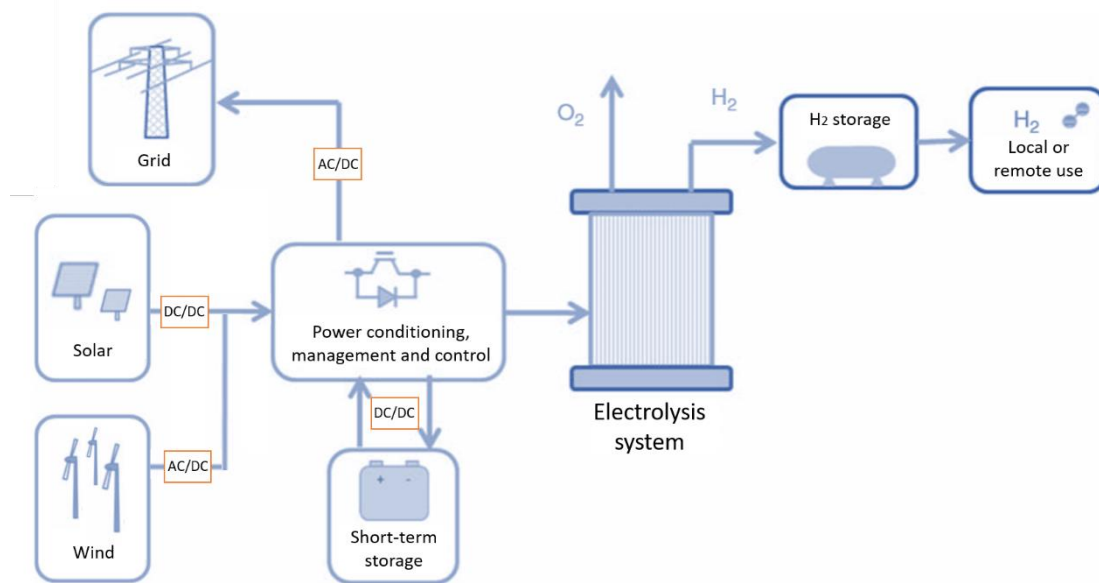 Grid
AC/DC
O₂
H₂
H₂ storage
H₂
Local or
remote use
Solar
DC/DC
Power conditioning,
management and control
Electrolysis
system
Wind
AC/DC
DC/DC
+ -
Short-term
storage